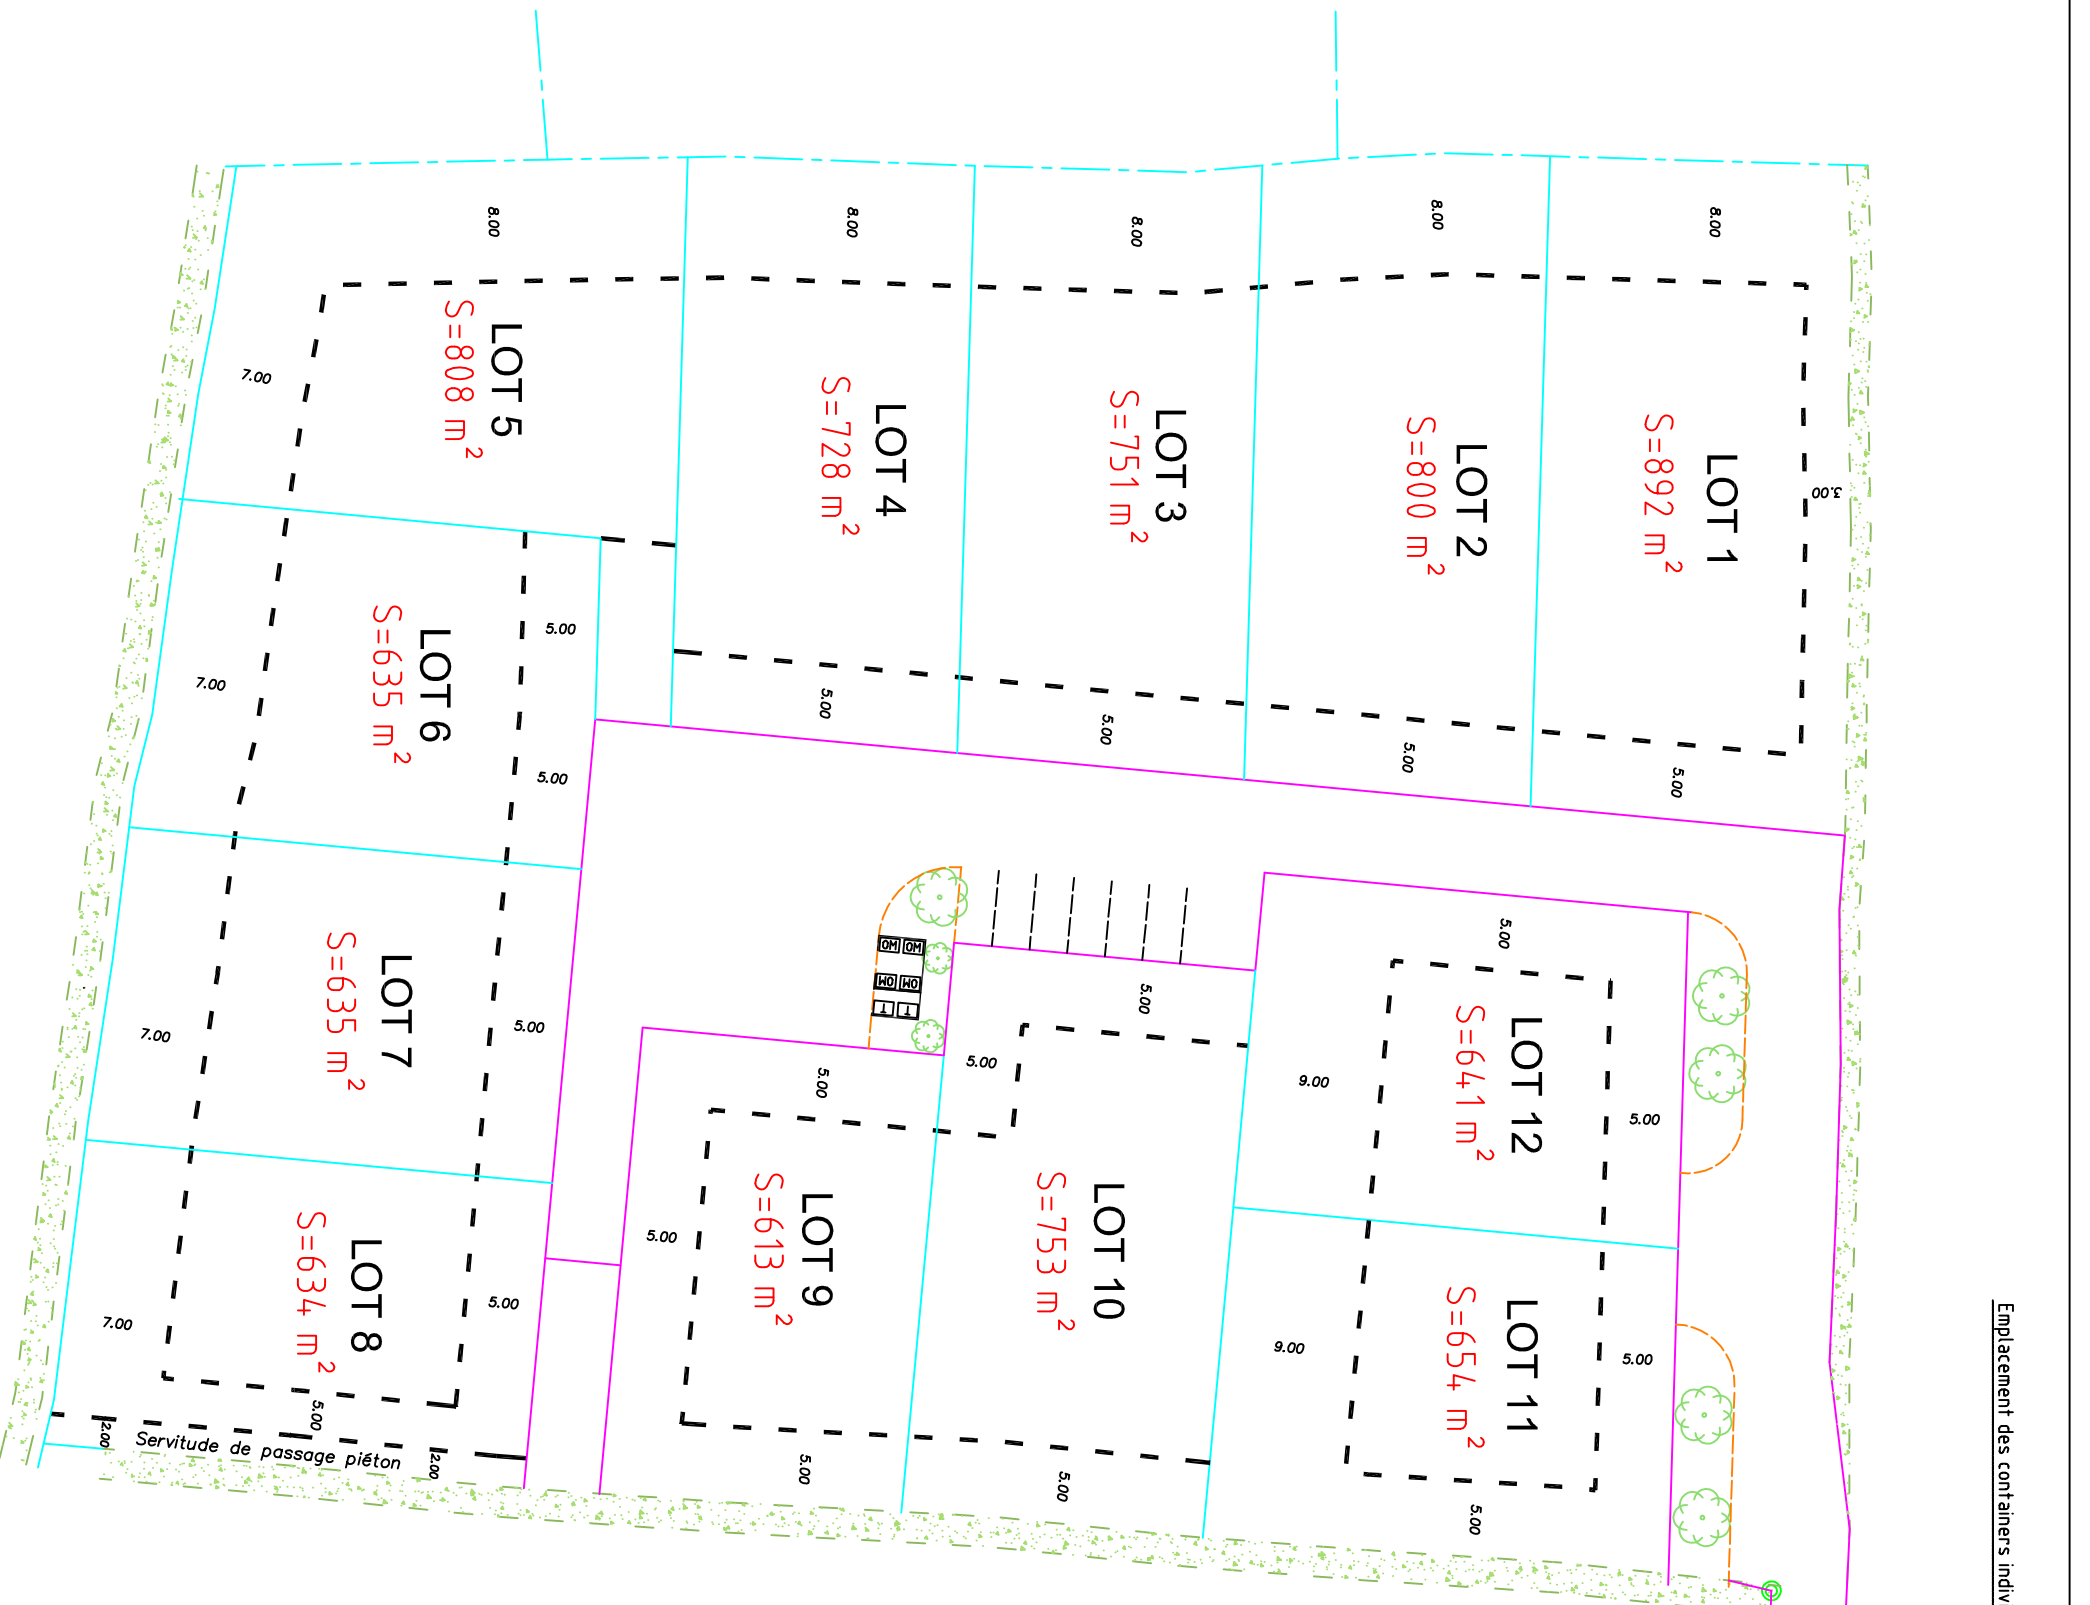 8.00
8.00
8.00
8.00
8.00
LOT 5
S=808 m²
7.00
LOT 4
S=728 m²
LOT 3
S=751 m²
LOT 2
S=800 m²
LOT 1
S=892 m²
3.00
5.00
LOT 6
S=635 m²
7.00
5.00
5.00
5.00
5.00
5.00
5.00
LOT 7
S=635 m²
7.00
5.00
OM OM
OM OM
T T
5.00
5.00
5.00
5.00
9.00
LOT 12
S=641 m²
5.00
LOT 8
S=634 m²
7.00
5.00
5.00
LOT 9
S=613 m²
LOT 10
S=753 m²
9.00
LOT 11
S=654 m²
5.00
5.00
2.00
Servitude de passage piéton
2.00
5.00
5.00
5.00
Emplacement des containers indiv